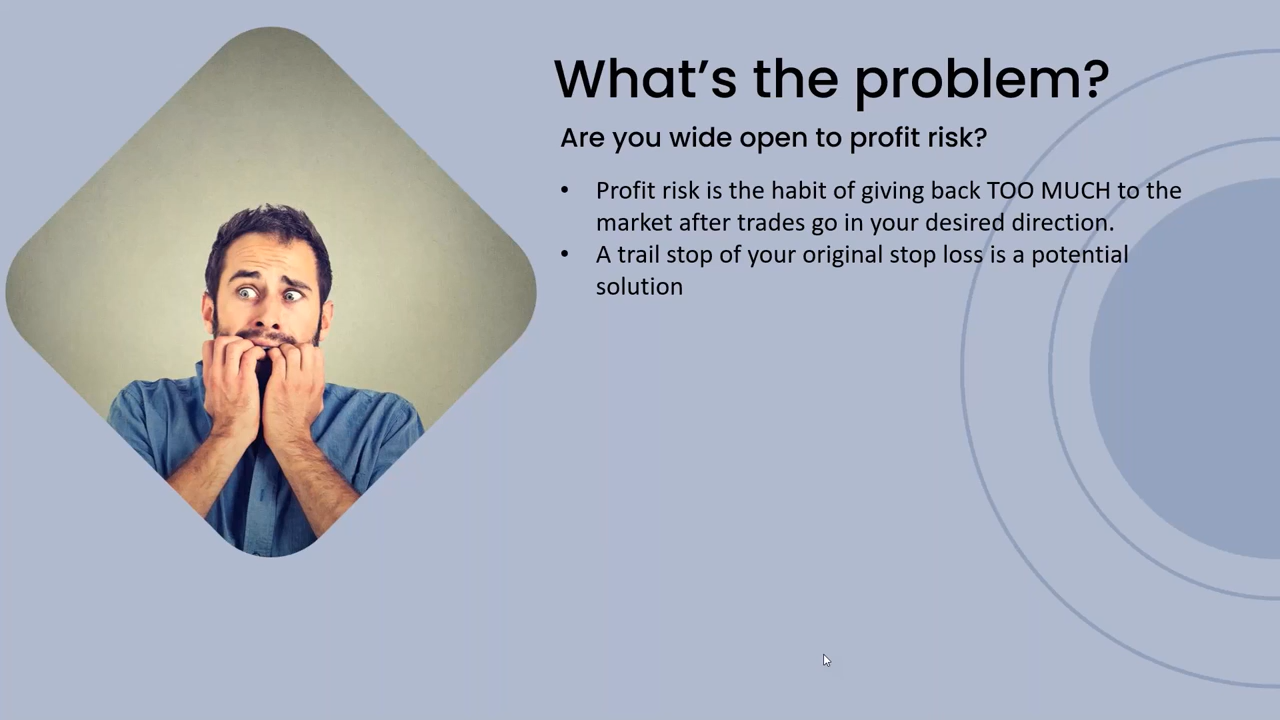 What’s the problem?
Are you wide open to profit risk?
• Profit risk is the habit of giving back TOO MUCH to the
market after trades go in your desired direction.
• A trail stop of your original stop loss is a potential
solution